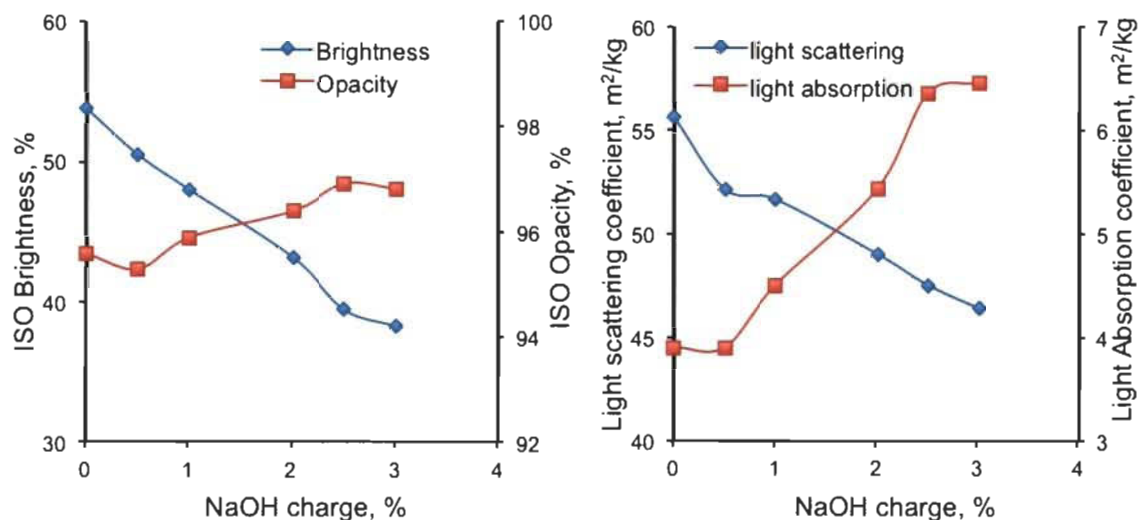 60
50
40
30
ISO Brightness, %
100
98
96
94
92
ISO Opacity, %
Brightness
Opacity
0 1 2 3 4
NaOH charge, %
60
55
50
45
40
Light scattering coefficient, m²/kg
7
6
5
4
3
Light Absorption coefficient, m²/kg
light scattering
light absorption
0 1 2 3 4
NaOH charge, %